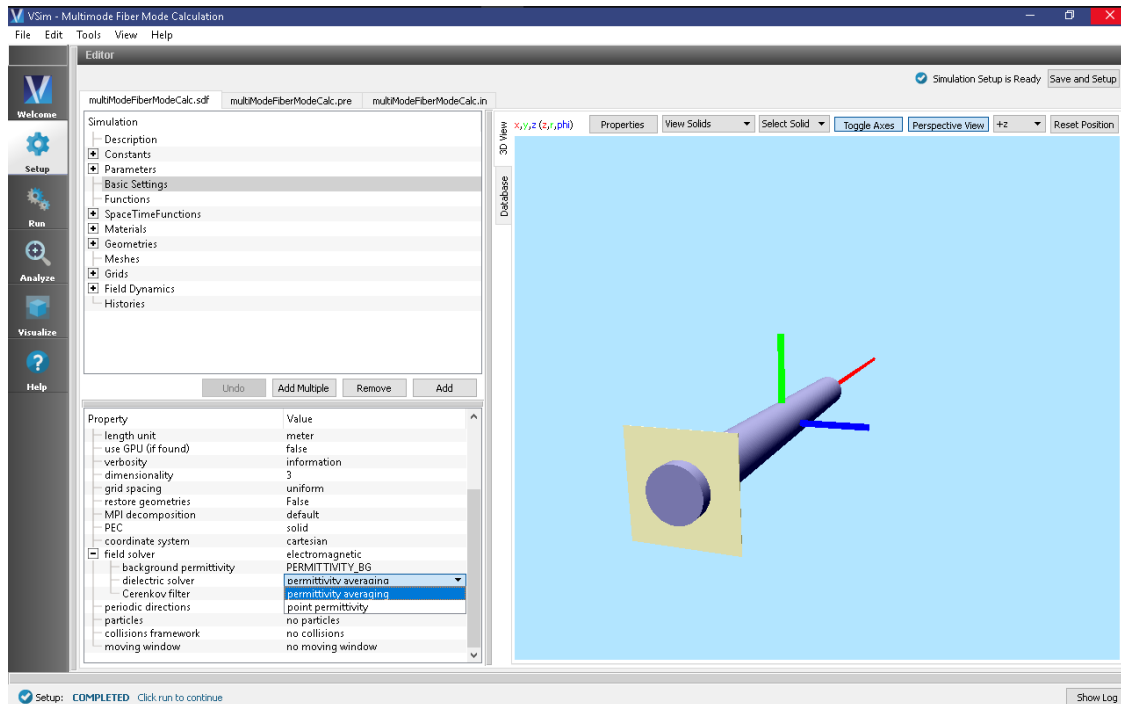 VSim - Multimode Fiber Mode Calculation
File Edit Tools View Help
Editor
Simulation Setup is Ready Save and Setup
multiModeFiberModeCalc.sdf multiModeFiberModeCalc.pre multiModeFiberModeCalc.in
Welcome
Setup
Run
Analyze
Visualize
Help
Simulation
Description
Constants
Parameters
Basic Settings
Functions
SpaceTimeFunctions
Materials
Geometries
Meshes
Grids
Field Dynamics
Histories
Undo Add Multiple Remove Add
Property Value
length unit meter
use GPU (if found) false
verbosity information
dimensionality 3
grid spacing uniform
restore geometries False
MPI decomposition default
PEC solid
coordinate system cartesian
field solver electromagnetic
background permittivity PERMITTIVITY_BG
dielectric solver permittivity averaging
Cerenkov filter permittivity averaging
periodic directions point permittivity
particles no particles
collisions framework no collisions
moving window no moving window
3D View
Database
x,y,z (z,r,phi) Properties View Solids Select Solid Toggle Axes Perspective View +z Reset Position
Setup: COMPLETED Click run to continue
Show Log